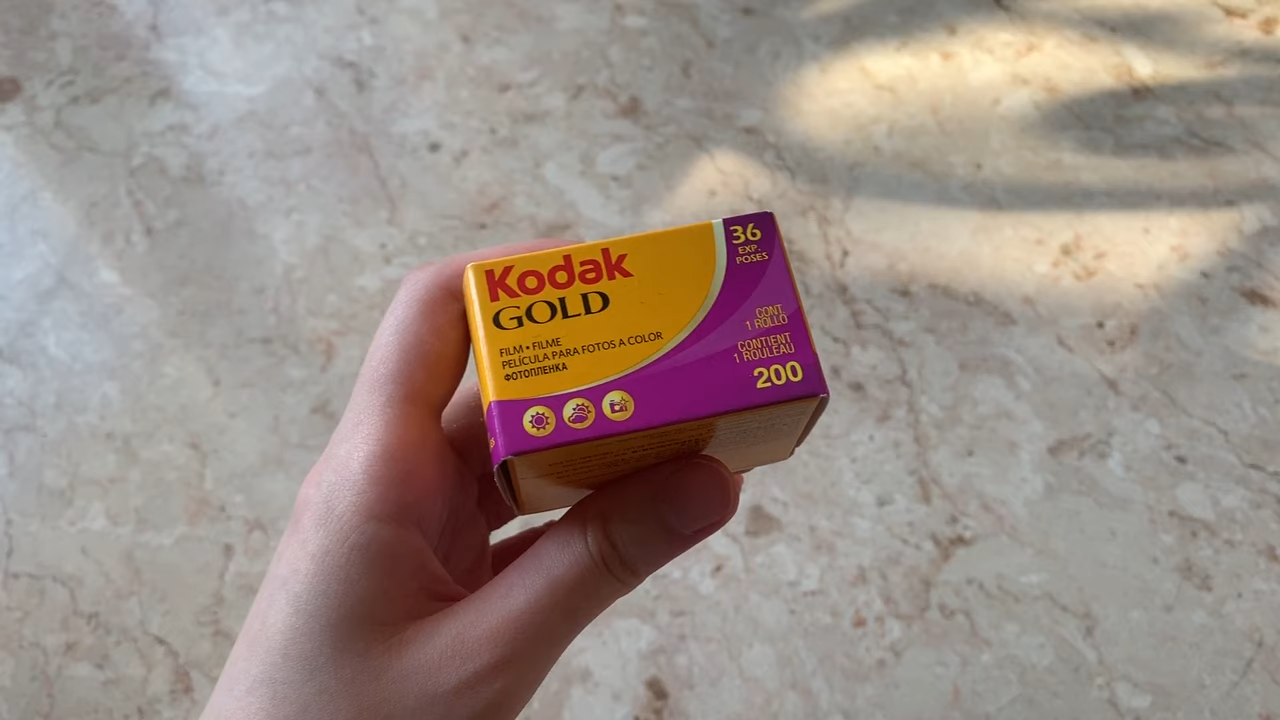 Kodak
GOLD
FILM • FILME
PELÍCULA PARA FOTOS A COLOR
ФОТОПЛЕНКА
36
EXP.
POSES
CONT.
1 ROLLO
CONTIENT
1 ROULEAU
200